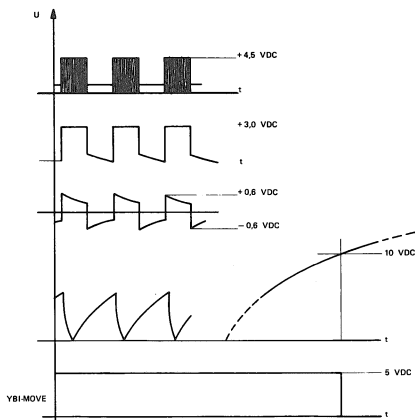 U
+4,5 VDC
t
+3,0 VDC
t
+0,6 VDC
−0,6 VDC
10 VDC
t
5 VDC
YBI-MOVE
t